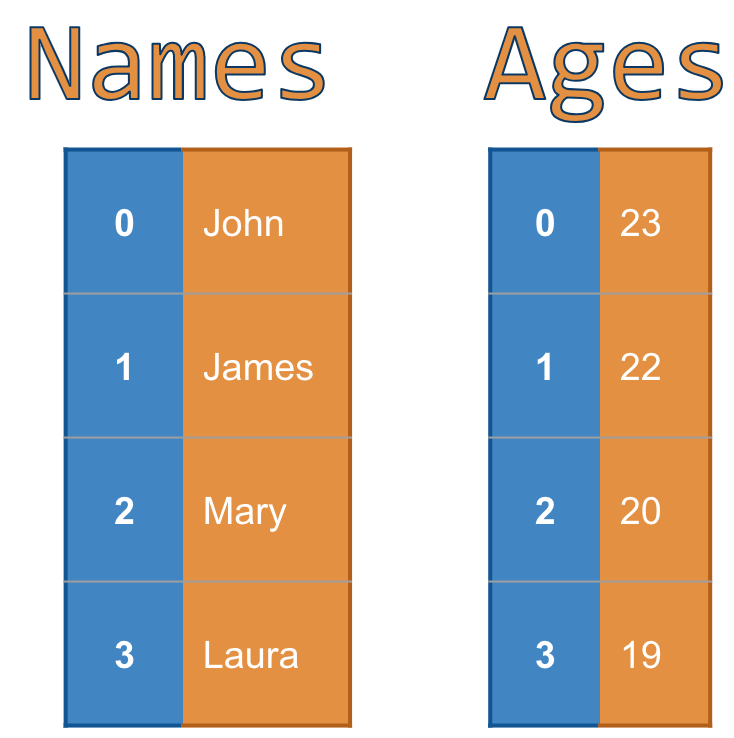 Names Ages
0 John 0 23
1 James 1 22
2 Mary 2 20
3 Laura 3 19